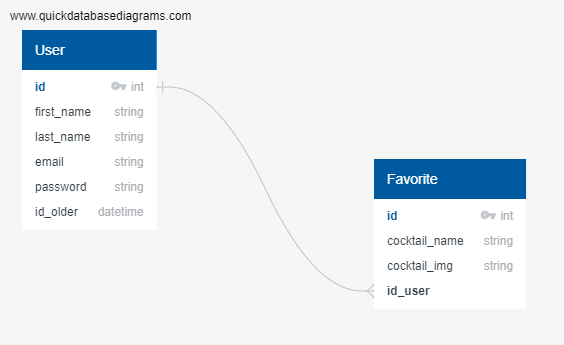 www.quickdatabasediagrams.com
User
id int
first_name string
last_name string
email string
password string
id_older datetime
Favorite
id int
cocktail_name string
cocktail_img string
id_user